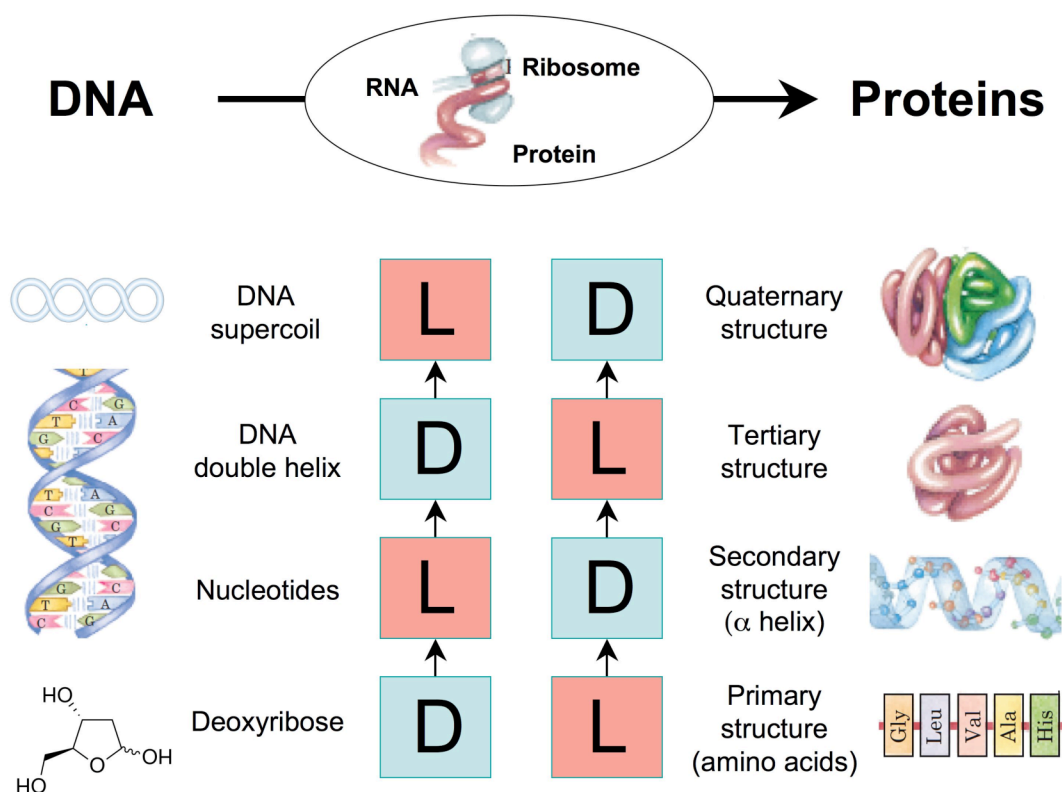 DNA
RNA
Ribosome
Protein
Proteins
DNA
supercoil
L
D
Quaternary
structure
T
C
G
T
A
G
C
DNA
double helix
D
L
Tertiary
structure
T
A
C
G
G
C
T
Nucleotides
L
D
Secondary
structure
(α helix)
G
C
T
A
C
G
HO
O
OH
HO
Deoxyribose
D
L
Primary
structure
(amino acids)
Gly
Leu
Val
Ala
His